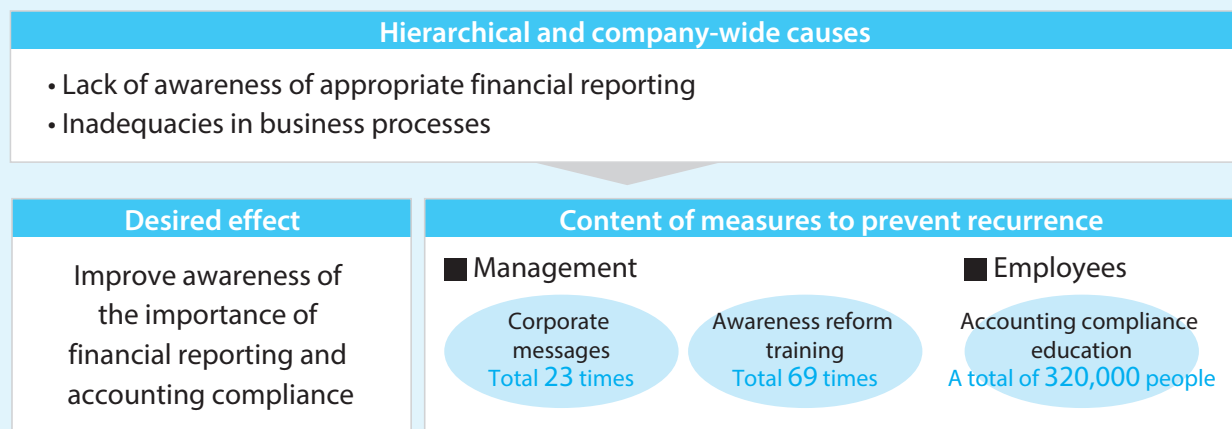 Hierarchical and company-wide causes
• Lack of awareness of appropriate financial reporting
• Inadequacies in business processes
Desired effect
Improve awareness of
the importance of
financial reporting and
accounting compliance
Content of measures to prevent recurrence
■ Management
Corporate
messages
Total 23 times
Awareness reform
training
Total 69 times
■ Employees
Accounting compliance
education
A total of 320,000 people